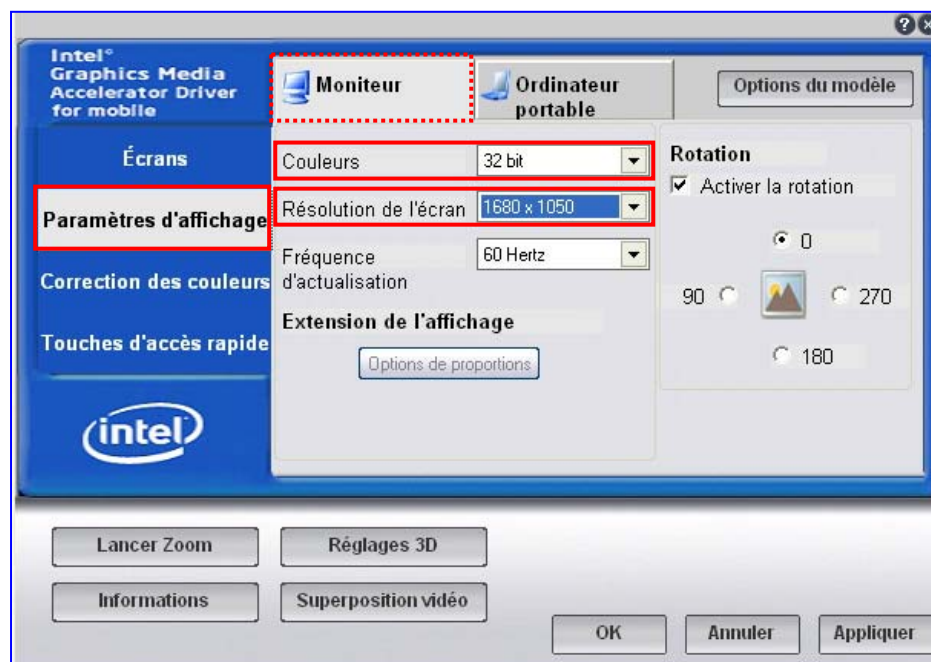 Intel®
Graphics Media
Accelerator Driver
for mobile
Moniteur
Ordinateur
portable
Options du modèle
Écrans
Paramètres d'affichage
Correction des couleurs
Touches d'accès rapide
intel
Couleurs
32 bit
Résolution de l'écran
1680 x 1050
Fréquence
d'actualisation
60 Hertz
Extension de l'affichage
Options de proportions
Rotation
Activer la rotation
0
90
270
180
Lancer Zoom
Réglages 3D
Informations
Superposition vidéo
OK
Annuler
Appliquer